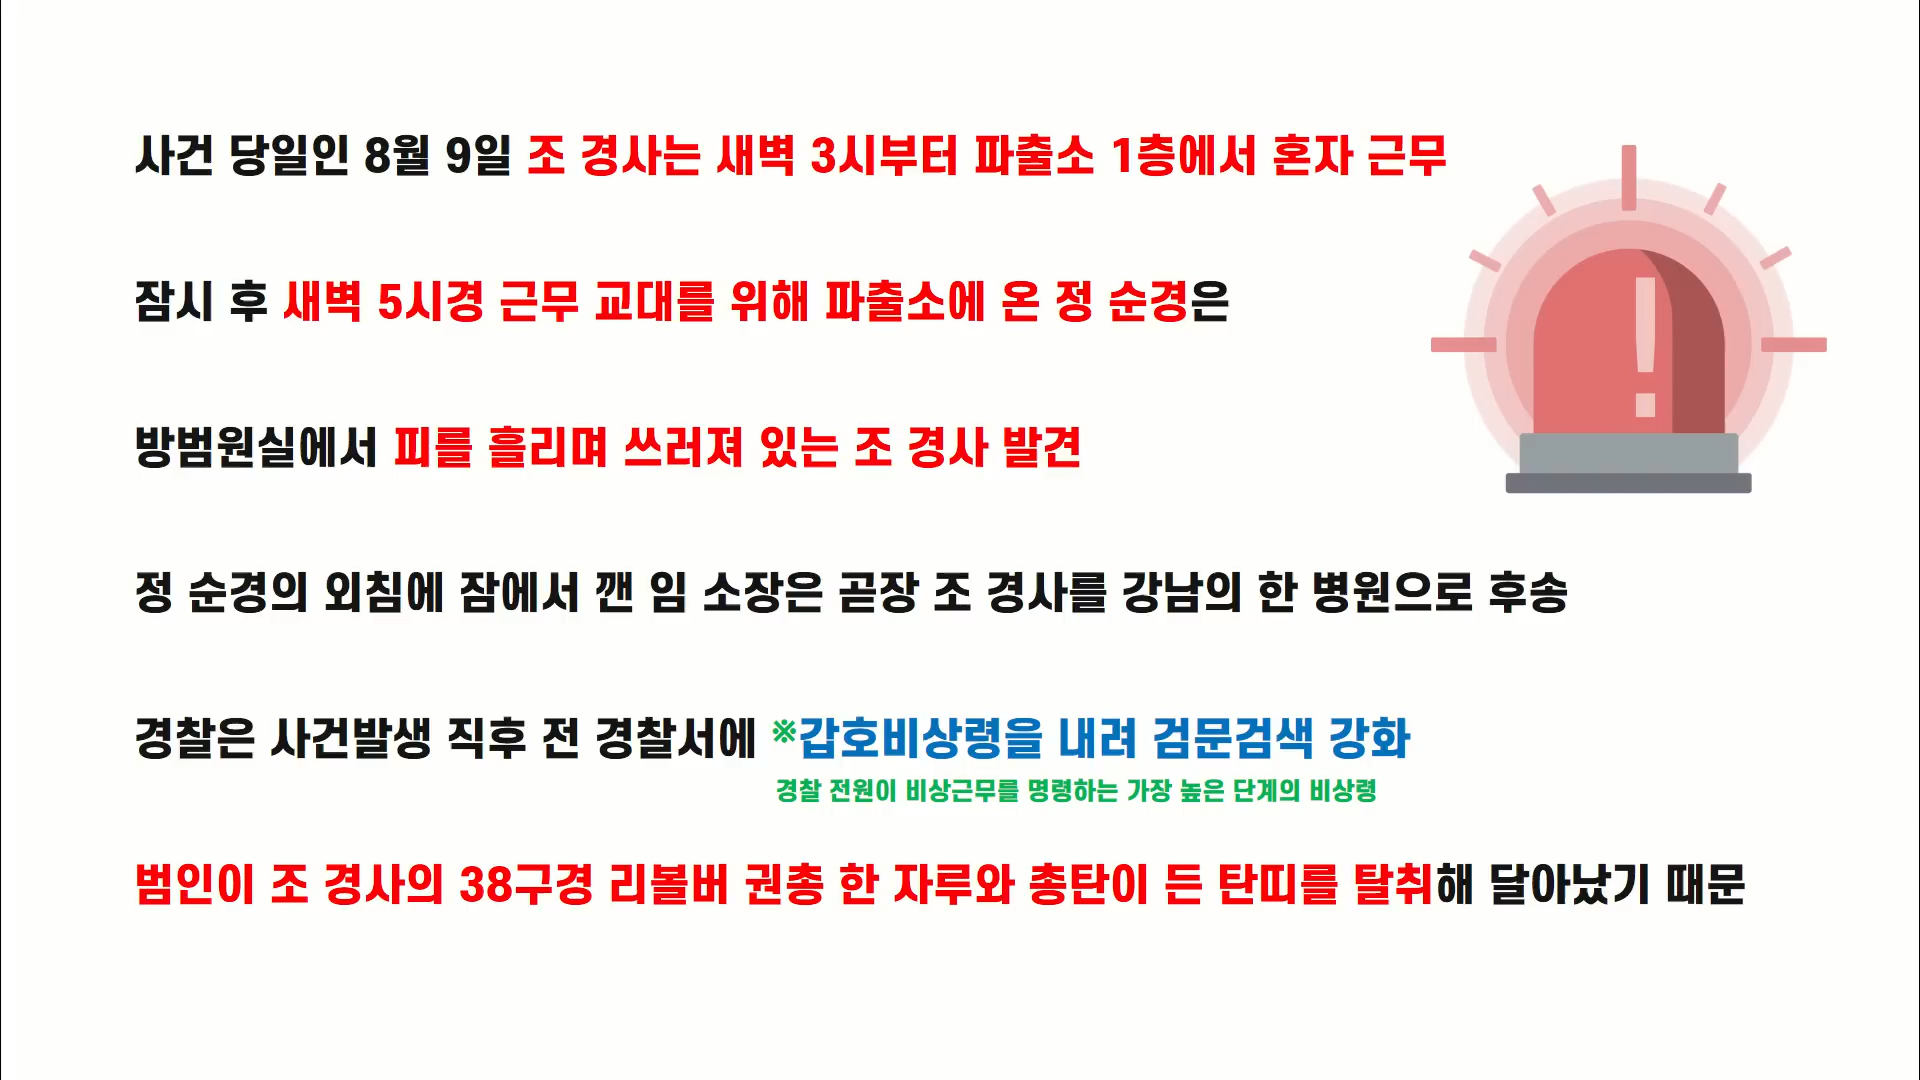 사건 당일인 8월 9일 조 경사는 새벽 3시부터 파출소 1층에서 혼자 근무
잠시 후 새벽 5시경 근무 교대를 위해 파출소에 온 정 순경은
방범원실에서 피를 흘리며 쓰러져 있는 조 경사 발견
정 순경의 외침에 잠에서 깬 임 소장은 곧장 조 경사를 강남의 한 병원으로 후송
경찰은 사건발생 직후 전 경찰서에 ※갑호비상령을 내려 검문검색 강화
경찰 전원이 비상근무를 명령하는 가장 높은 단계의 비상령
범인이 조 경사의 38구경 리볼버 권총 한 자루와 총탄이 든 탄띠를 탈취해 달아났기 때문